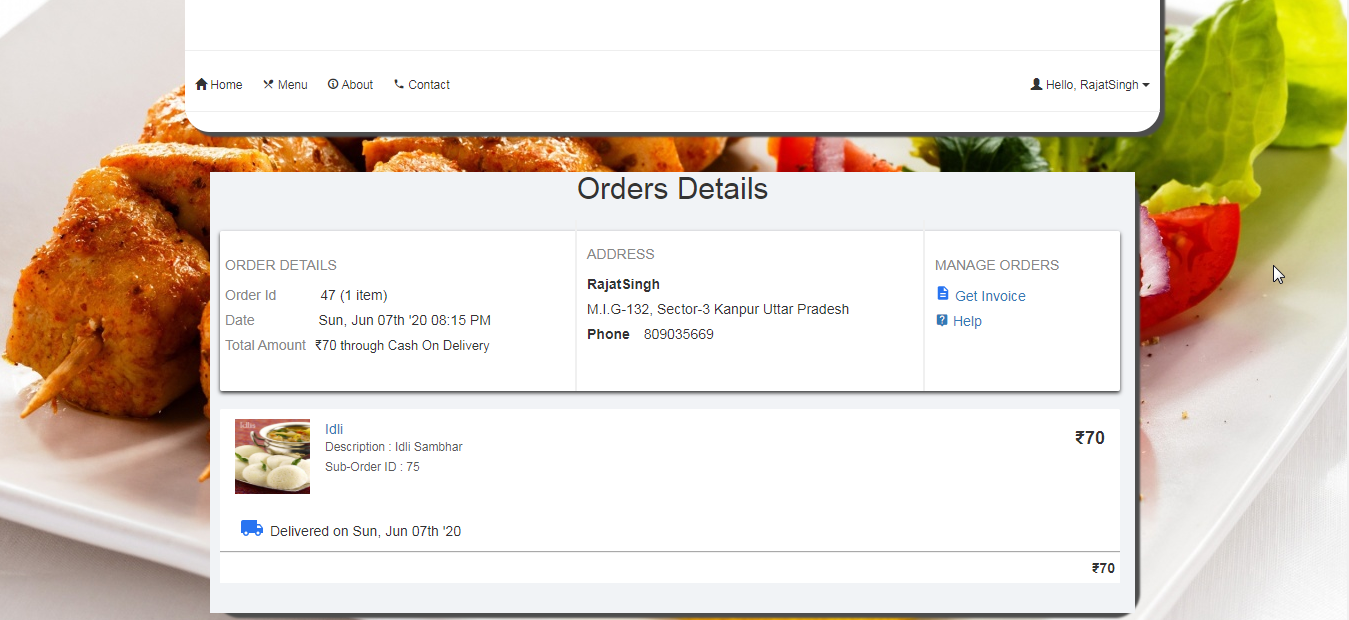 Home Menu About Contact Hello, RajatSingh
Orders Details
ORDER DETAILS
Order Id 47 (1 item)
Date Sun, Jun 07th '20 08:15 PM
Total Amount ₹70 through Cash On Delivery
ADDRESS
RajatSingh
M.I.G-132, Sector-3 Kanpur Uttar Pradesh
Phone 809035669
MANAGE ORDERS
Get Invoice
Help
Idlis
Idli
Description : Idli Sambhar
Sub-Order ID : 75
₹70
Delivered on Sun, Jun 07th '20
₹70